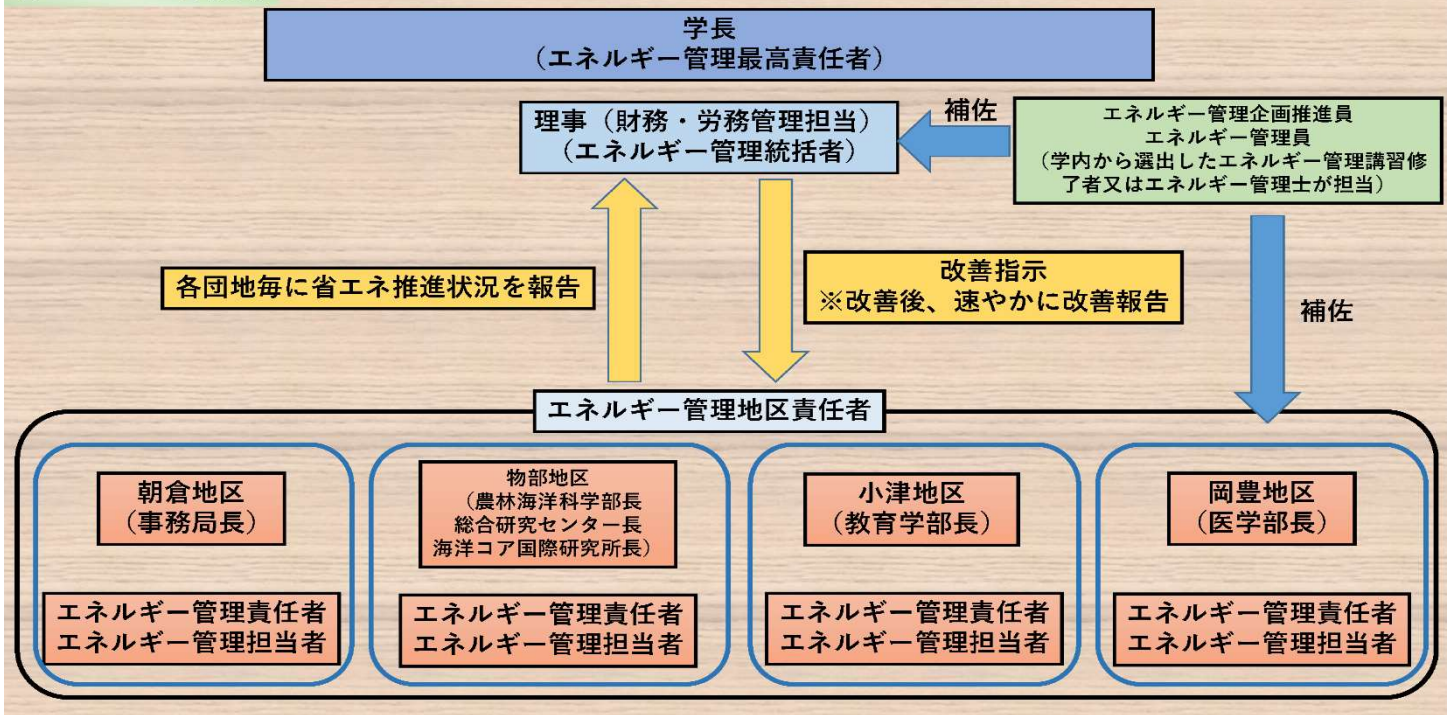 学長
（エネルギー管理最高責任者）
理事（財務・労務管理担当）
（エネルギー管理統括者）
補佐
エネルギー管理企画推進員
エネルギー管理員
（学内から選出したエネルギー管理講習修
了者又はエネルギー管理士が担当）
各団地毎に省エネ推進状況を報告
改善指示
※改善後、速やかに改善報告
補佐
エネルギー管理地区責任者
朝倉地区
（事務局長）
物部地区
（農林海洋科学部長
総合研究センター長
海洋コア国際研究所長）
小津地区
（教育学部長）
岡豊地区
（医学部長）
エネルギー管理責任者
エネルギー管理担当者
エネルギー管理責任者
エネルギー管理担当者
エネルギー管理責任者
エネルギー管理担当者
エネルギー管理責任者
エネルギー管理担当者